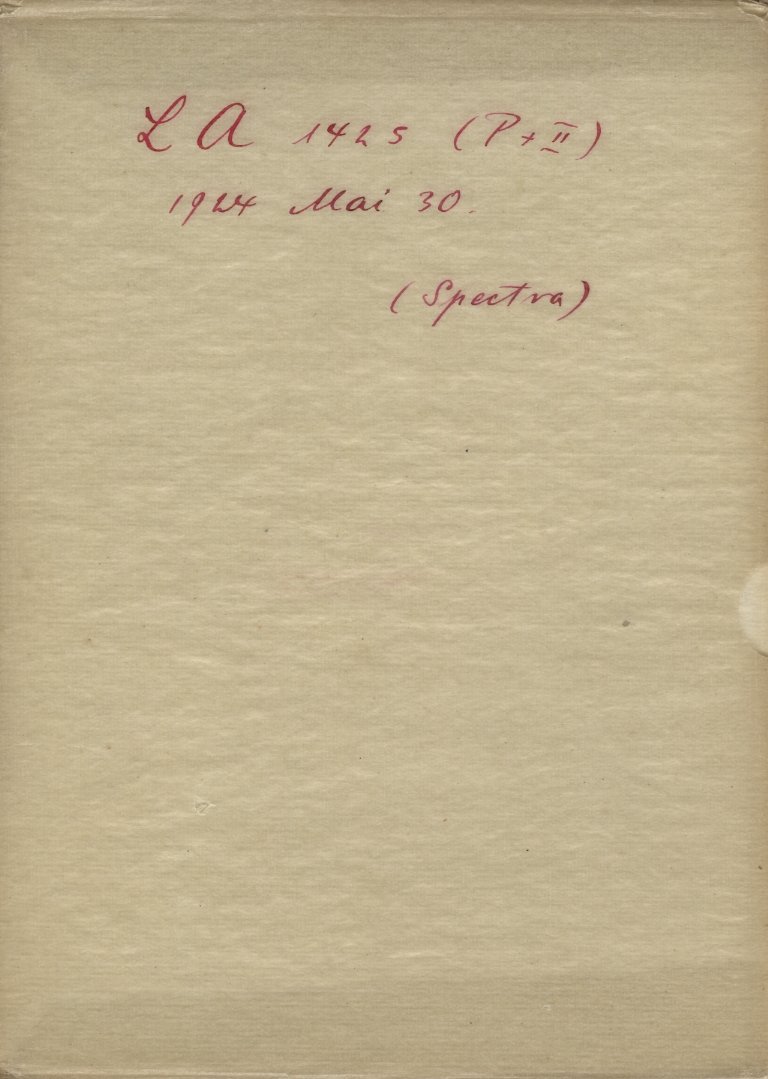 LA 1425 (P+II)
1924 Mai 30.
(Spectra)